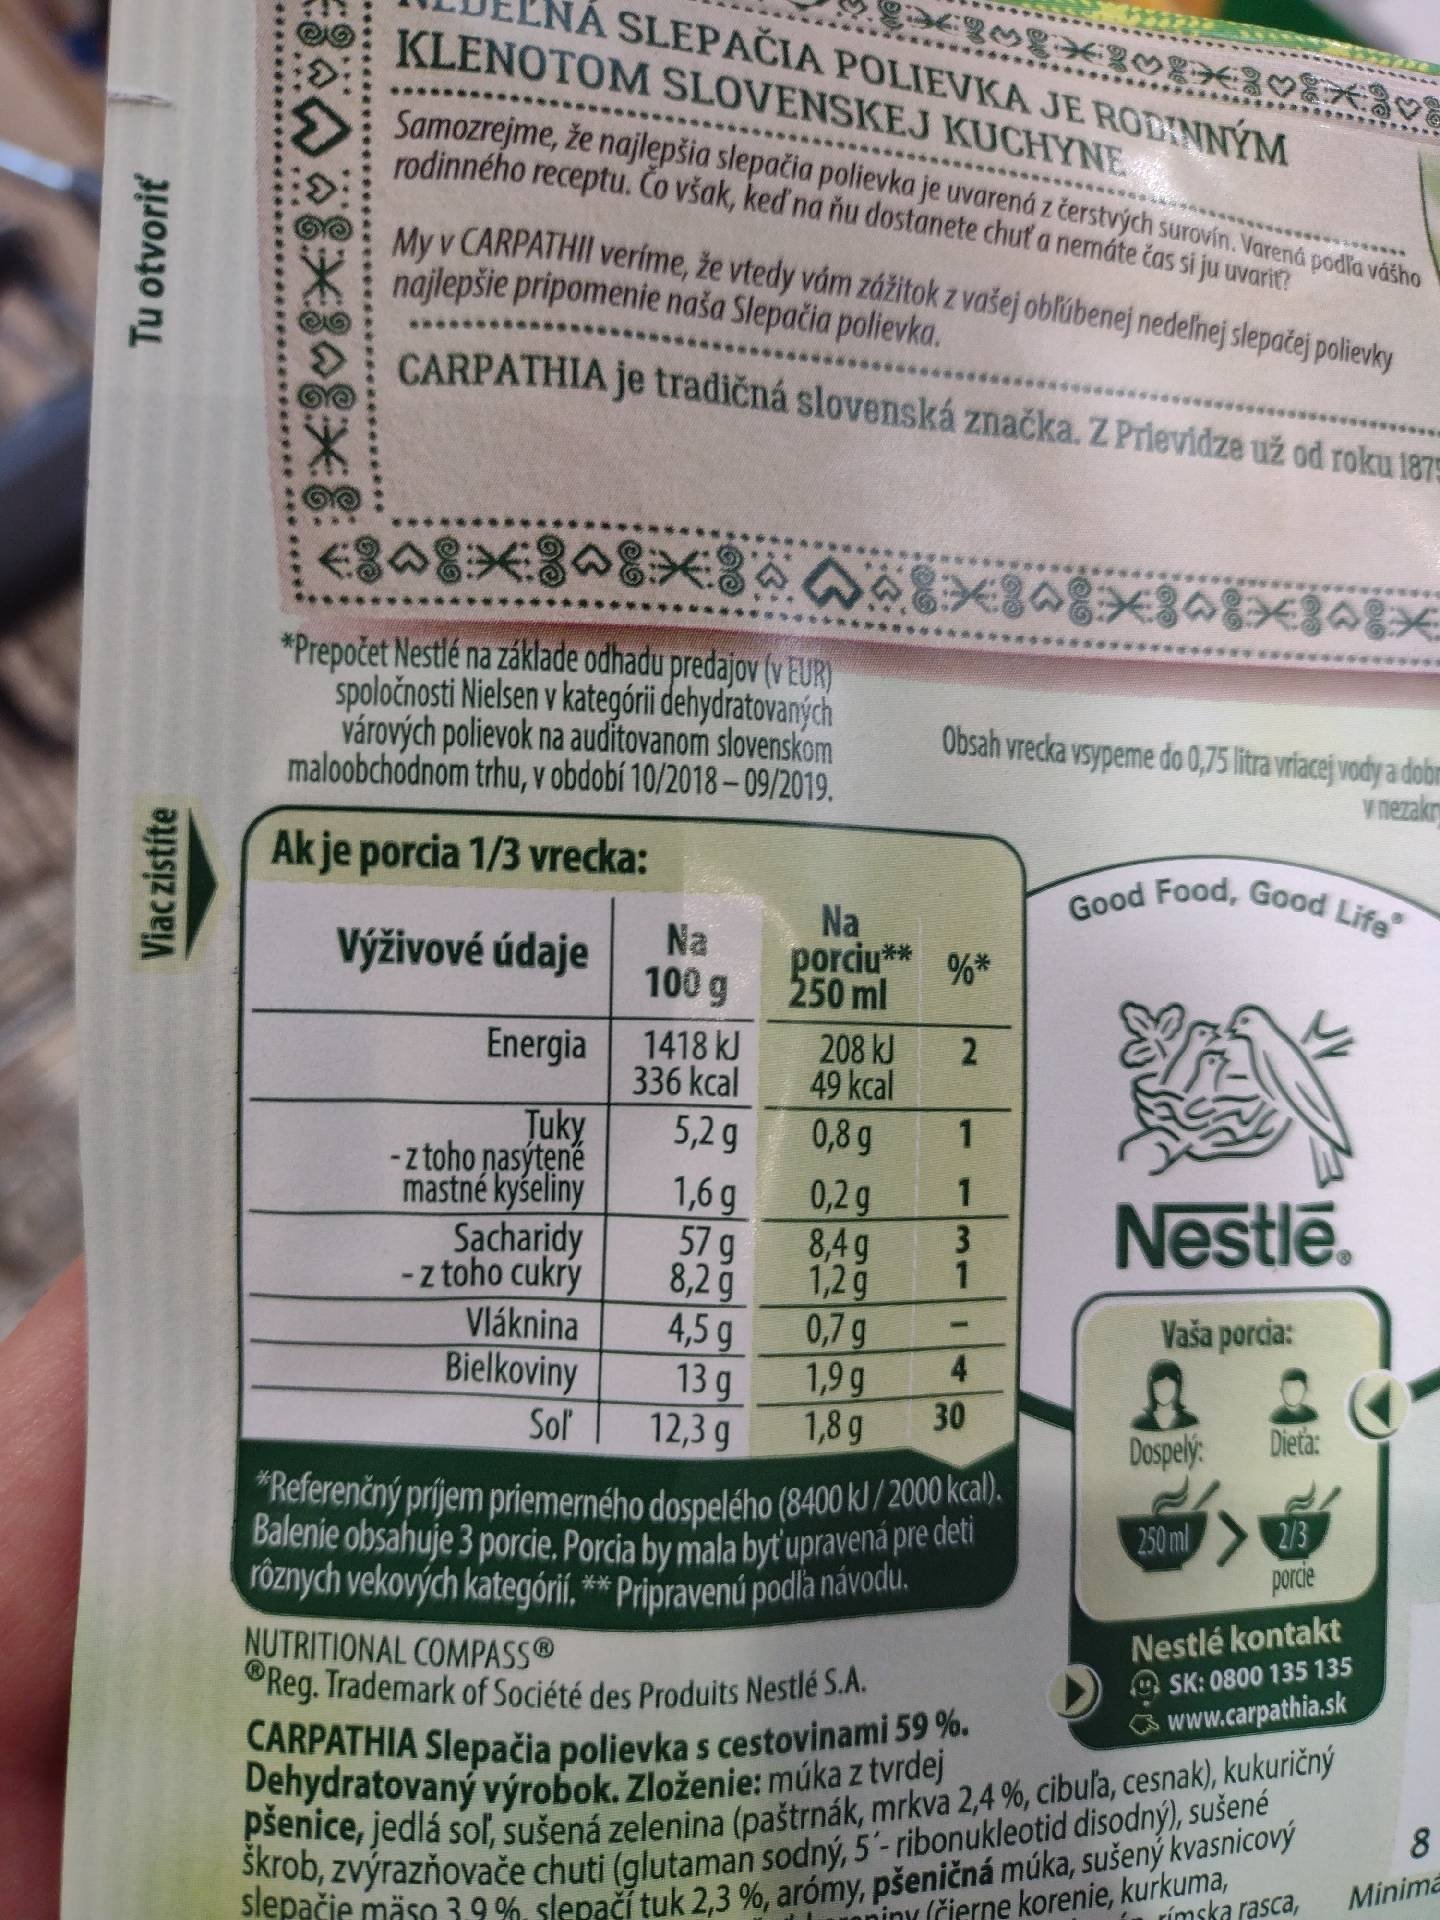 NEDEĽNÁ SLEPAČIA POLIEVKA JE RODINNÝM
KLENOTOM SLOVENSKEJ KUCHYNE
Samozrejme, že najlepšia slepačia polievka je uvarená z čerstvých surovín. Varená podľa vášho
rodinného receptu. Čo však, keď na ňu dostanete chuť a nemáte čas si ju uvariť?
My v CARPATHII veríme, že vtedy vám zážitok z vašej obľúbenej nedeľnej slepačej polievky
najlepšie pripomenie naša Slepačia polievka.
CARPATHIA je tradičná slovenská značka. Z Prievidze už od roku 1879
Tu otvoriť
*Prepočet Nestlé na základe odhadu predajov (v EUR)
spoločnosti Nielsen v kategórii dehydratovaných
várových polievok na auditovanom slovenskom
maloobchodnom trhu, v období 10/2018 – 09/2019.
Obsah vrecka vsypeme do 0,75 litra vriacej vody a dobr
v nezakr
Viac zistíte
Ak je porcia 1/3 vrecka:
Výživové údaje Na 100 g Na porciu** 250 ml %*
Energia 1418 kJ 208 kJ 2
336 kcal 49 kcal
Tuky 5,2 g 0,8 g 1
- z toho nasýtené
mastné kyseliny 1,6 g 0,2 g 1
Sacharidy 57 g 8,4 g 3
- z toho cukry 8,2 g 1,2 g 1
Vláknina 4,5 g 0,7 g –
Bielkoviny 13 g 1,9 g 4
Soľ 12,3 g 1,8 g 30
*Referenčný príjem priemerného dospelého (8400 kJ / 2000 kcal).
Balenie obsahuje 3 porcie. Porcia by mala byť upravená pre deti
rôznych vekových kategórií. ** Pripravenú podľa návodu.
Good Food, Good Life®
Nestlé®
Vaša porcia:
Dospelý: Dieťa:
250 ml > 2/3
porcie
Nestlé kontakt
SK: 0800 135 135
www.carpathia.sk
NUTRITIONAL COMPASS®
®Reg. Trademark of Société des Produits Nestlé S.A.
CARPATHIA Slepačia polievka s cestovinami 59 %.
Dehydratovaný výrobok. Zloženie: múka z tvrdej
pšenice, jedlá soľ, sušená zelenina (paštrnák, mrkva 2,4 %, cibuľa, cesnak), kukuričný
škrob, zvýrazňovače chuti (glutaman sodný, 5´- ribonukleotid disodný), sušené
slepačie mäso 3,9 %, slepačí tuk 2,3 %, arómy, pšeničná múka, sušený kvasnicový
(čierne korenie, kurkuma,
rímska rasca,
8
Minimá